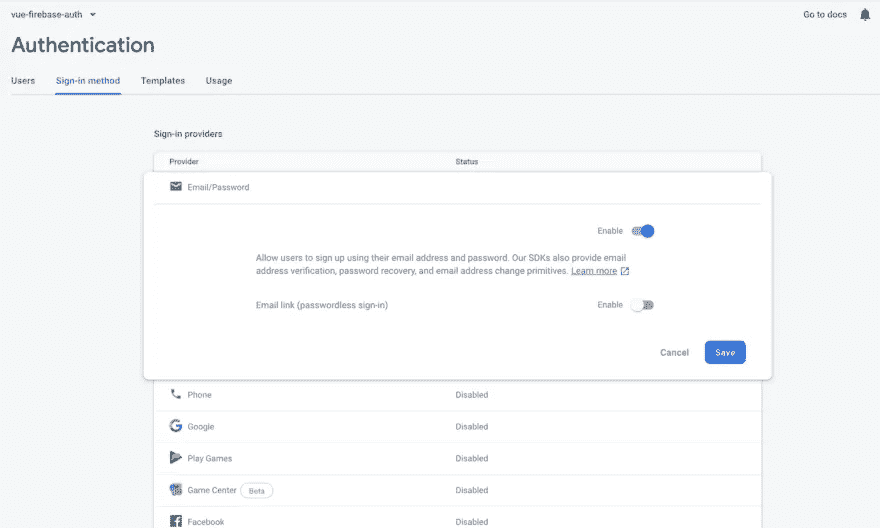 vue-firebase-auth
Go to docs
Authentication
Users Sign-in method Templates Usage
Sign-in providers
Provider Status
Email/Password
Enable
Allow users to sign up using their email address and password. Our SDKs also provide email
address verification, password recovery, and email address change primitives. Learn more
Email link (passwordless sign-in) Enable
Cancel Save
Phone Disabled
Google Disabled
Play Games Disabled
Game Center Beta Disabled
Facebook Disabled